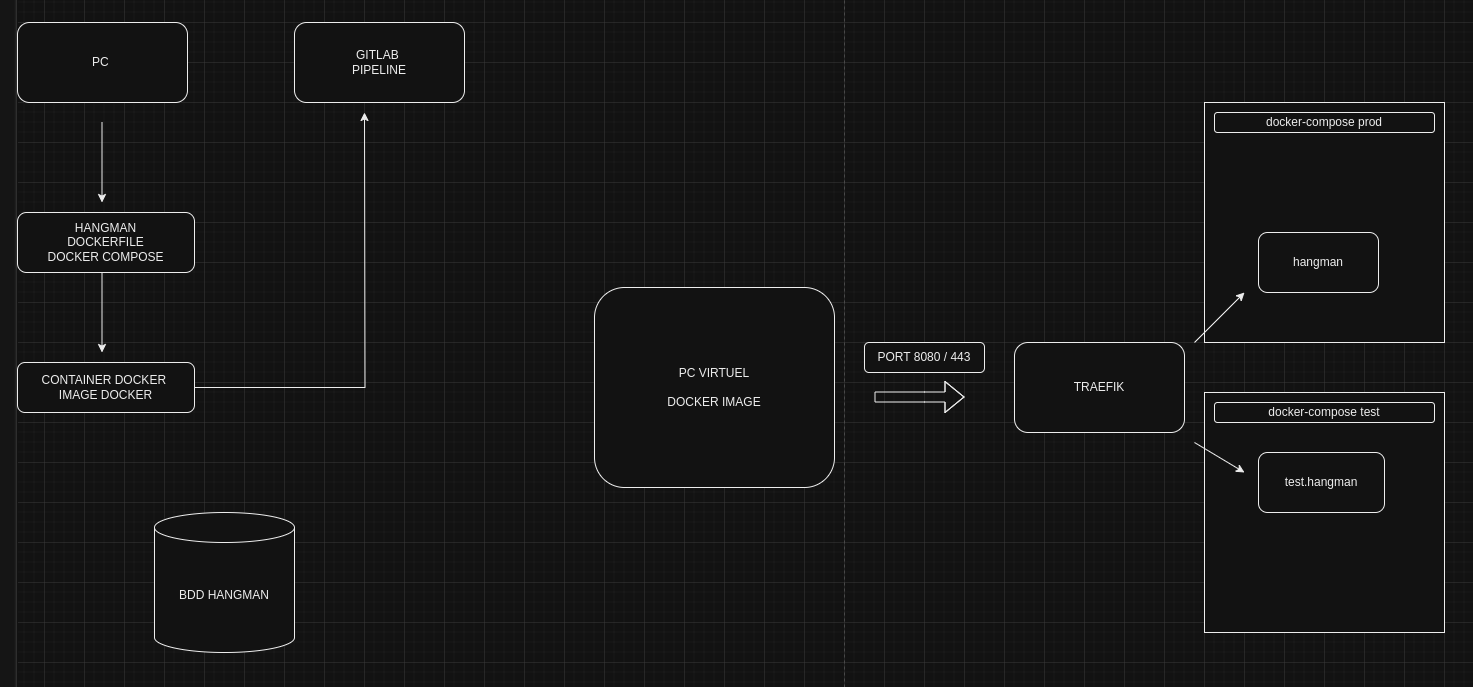 PC
GITLAB
PIPELINE
HANGMAN
DOCKERFILE
DOCKER COMPOSE
CONTAINER DOCKER
IMAGE DOCKER
BDD HANGMAN
PC VIRTUEL
DOCKER IMAGE
PORT 8080 / 443
TRAEFIK
docker-compose prod
hangman
docker-compose test
test.hangman